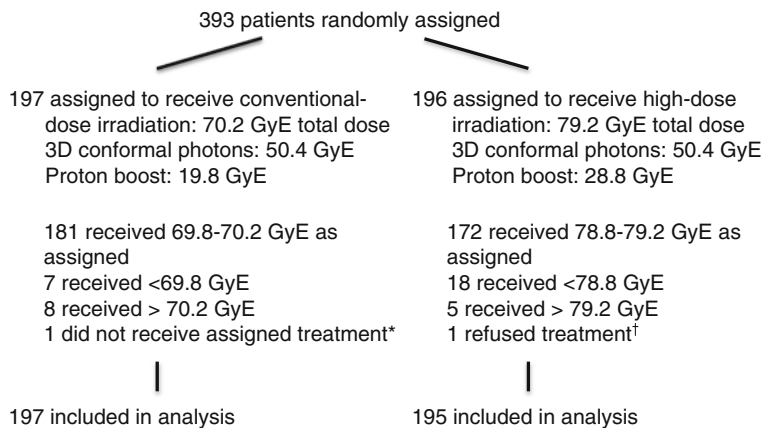 393 patients randomly assigned
197 assigned to receive conventional-
dose irradiation: 70.2 GyE total dose
3D conformal photons: 50.4 GyE
Proton boost: 19.8 GyE
181 received 69.8-70.2 GyE as
assigned
7 received <69.8 GyE
8 received > 70.2 GyE
1 did not receive assigned treatment*
197 included in analysis
196 assigned to receive high-dose
irradiation: 79.2 GyE total dose
3D conformal photons: 50.4 GyE
Proton boost: 28.8 GyE
172 received 78.8-79.2 GyE as
assigned
18 received <78.8 GyE
5 received > 79.2 GyE
1 refused treatment†
195 included in analysis